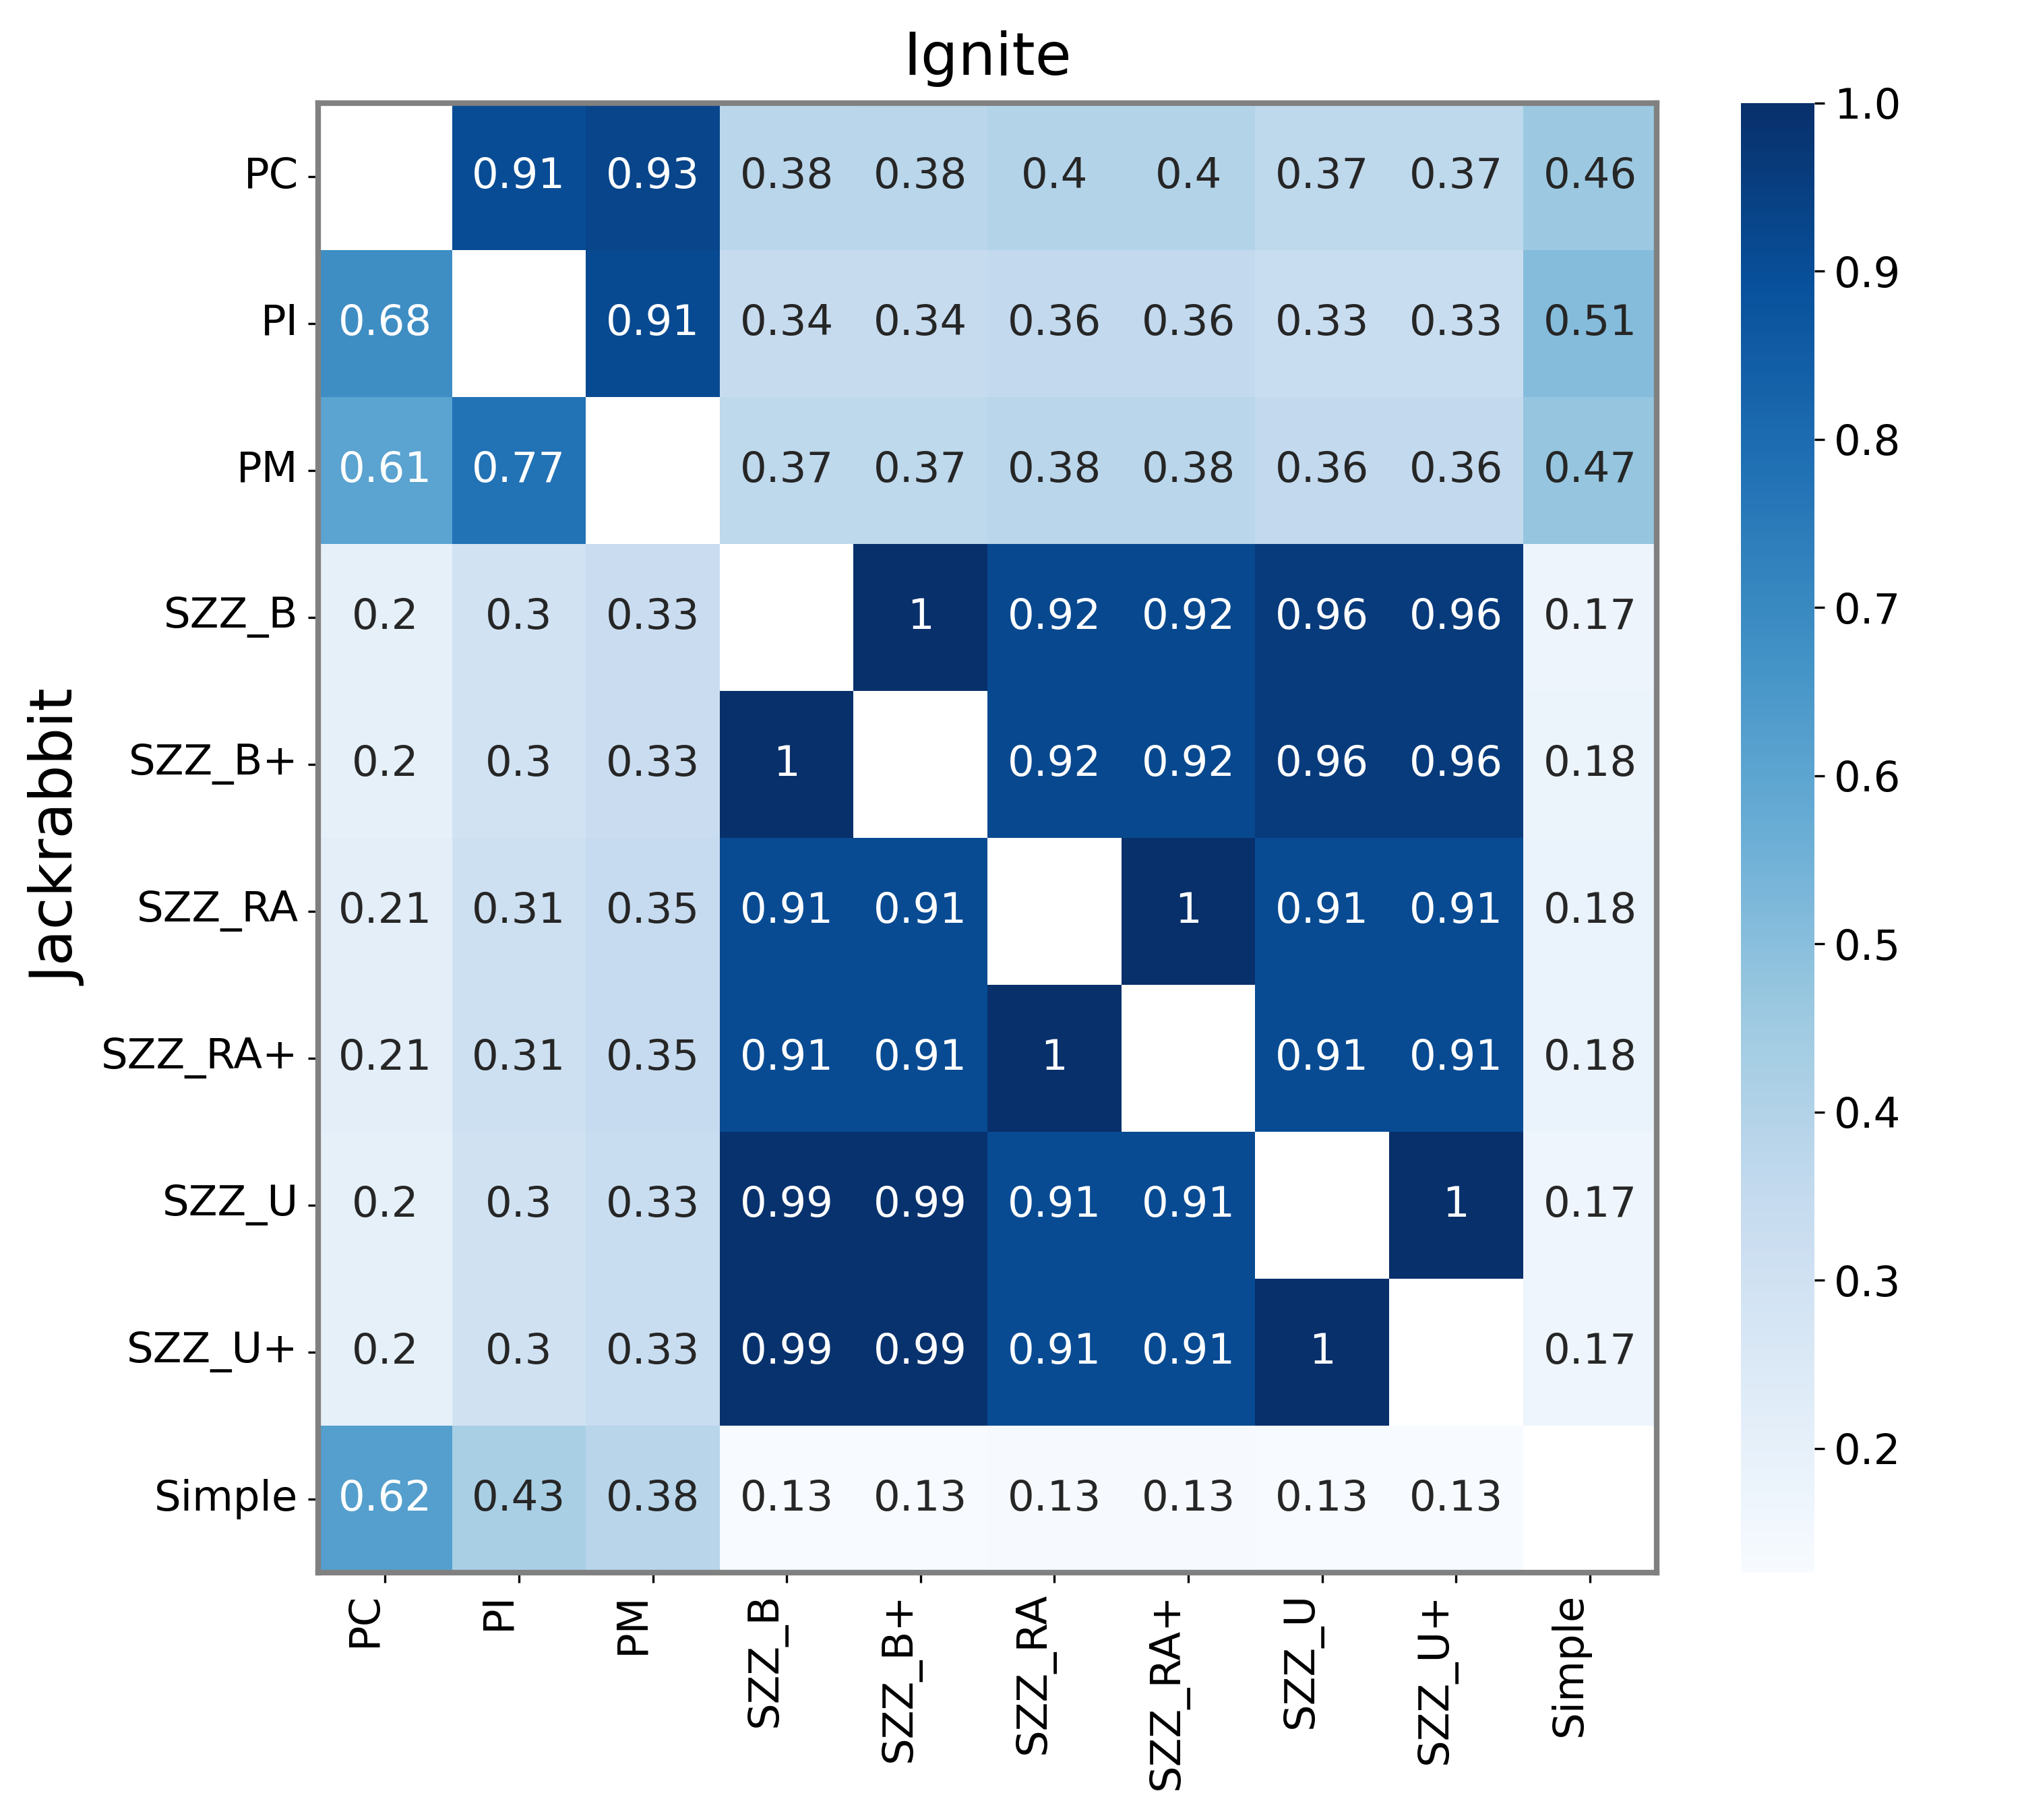 Ignite
PC 0.91 0.93 0.38 0.38 0.4 0.4 0.37 0.37 0.46
PI 0.68 0.91 0.34 0.34 0.36 0.36 0.33 0.33 0.51
PM 0.61 0.77 0.37 0.37 0.38 0.38 0.36 0.36 0.47
SZZ_B 0.2 0.3 0.33 1 0.92 0.92 0.96 0.96 0.17
SZZ_B+ 0.2 0.3 0.33 1 0.92 0.92 0.96 0.96 0.18
SZZ_RA 0.21 0.31 0.35 0.91 0.91 1 0.91 0.91 0.18
SZZ_RA+ 0.21 0.31 0.35 0.91 0.91 1 0.91 0.91 0.18
SZZ_U 0.2 0.3 0.33 0.99 0.99 0.91 0.91 1 0.17
SZZ_U+ 0.2 0.3 0.33 0.99 0.99 0.91 0.91 1 0.17
Simple 0.62 0.43 0.38 0.13 0.13 0.13 0.13 0.13 0.13
Jackrabbit
PC PI PM SZZ_B SZZ_B+ SZZ_RA SZZ_RA+ SZZ_U SZZ_U+ Simple
1.0
0.9
0.8
0.7
0.6
0.5
0.4
0.3
0.2